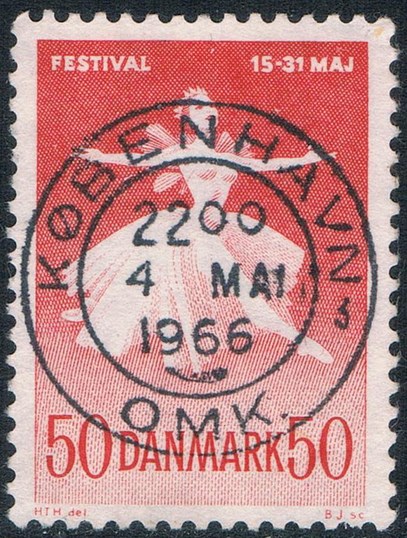 FESTIVAL 15-31 MAJ
KØBENHAVN
2200
4 MAI
1966
OMK.
50 DANMARK 50
HTH del B J sc